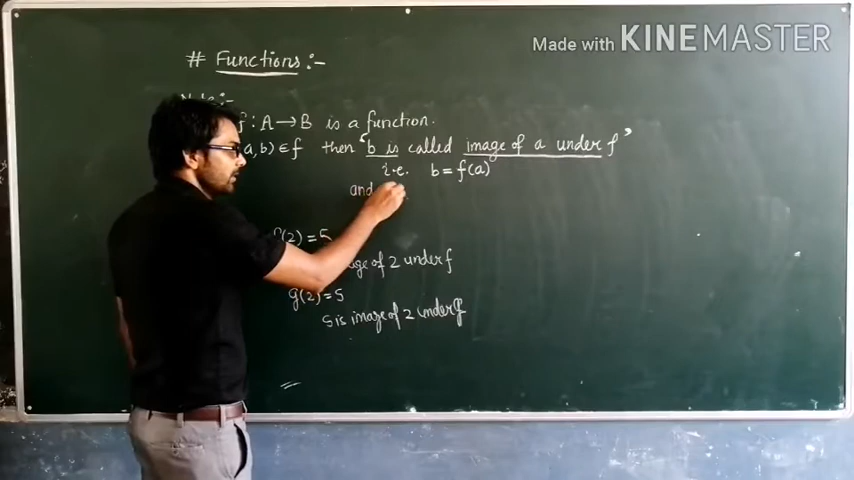 Made with KINEMASTER
# Functions :-
:-
f : A → B is a function.
a, b) ∈ f then "b is called image of a under f"
i.e. b = f(a)
and
(2) = 5
image of 2 under f
g(2) = 5
5 is image of 2 under g